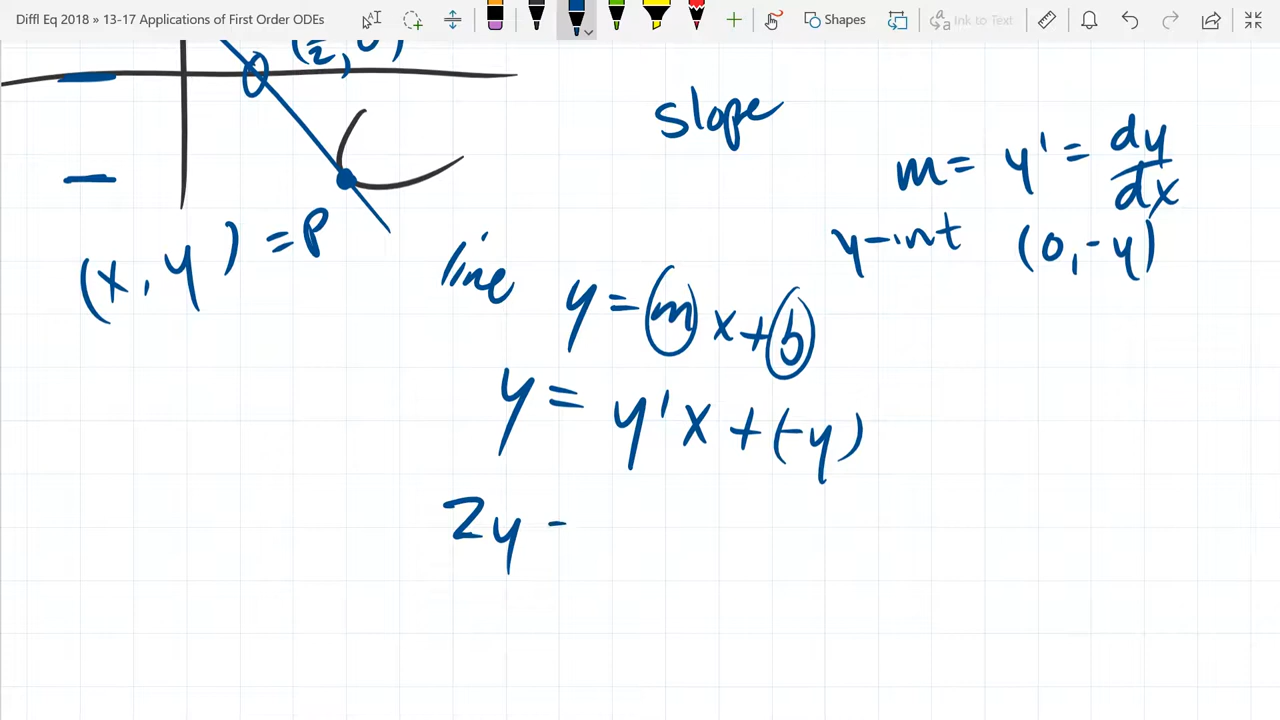 Diffl Eq 2018 » 13-17 Applications of First Order ODEs
Shapes
Ink to Text
slope
m = y' = dy/dx
y-int (0, -y)
(x, y) = P
line y = mx + b
y = y'x + (-y)
2y -